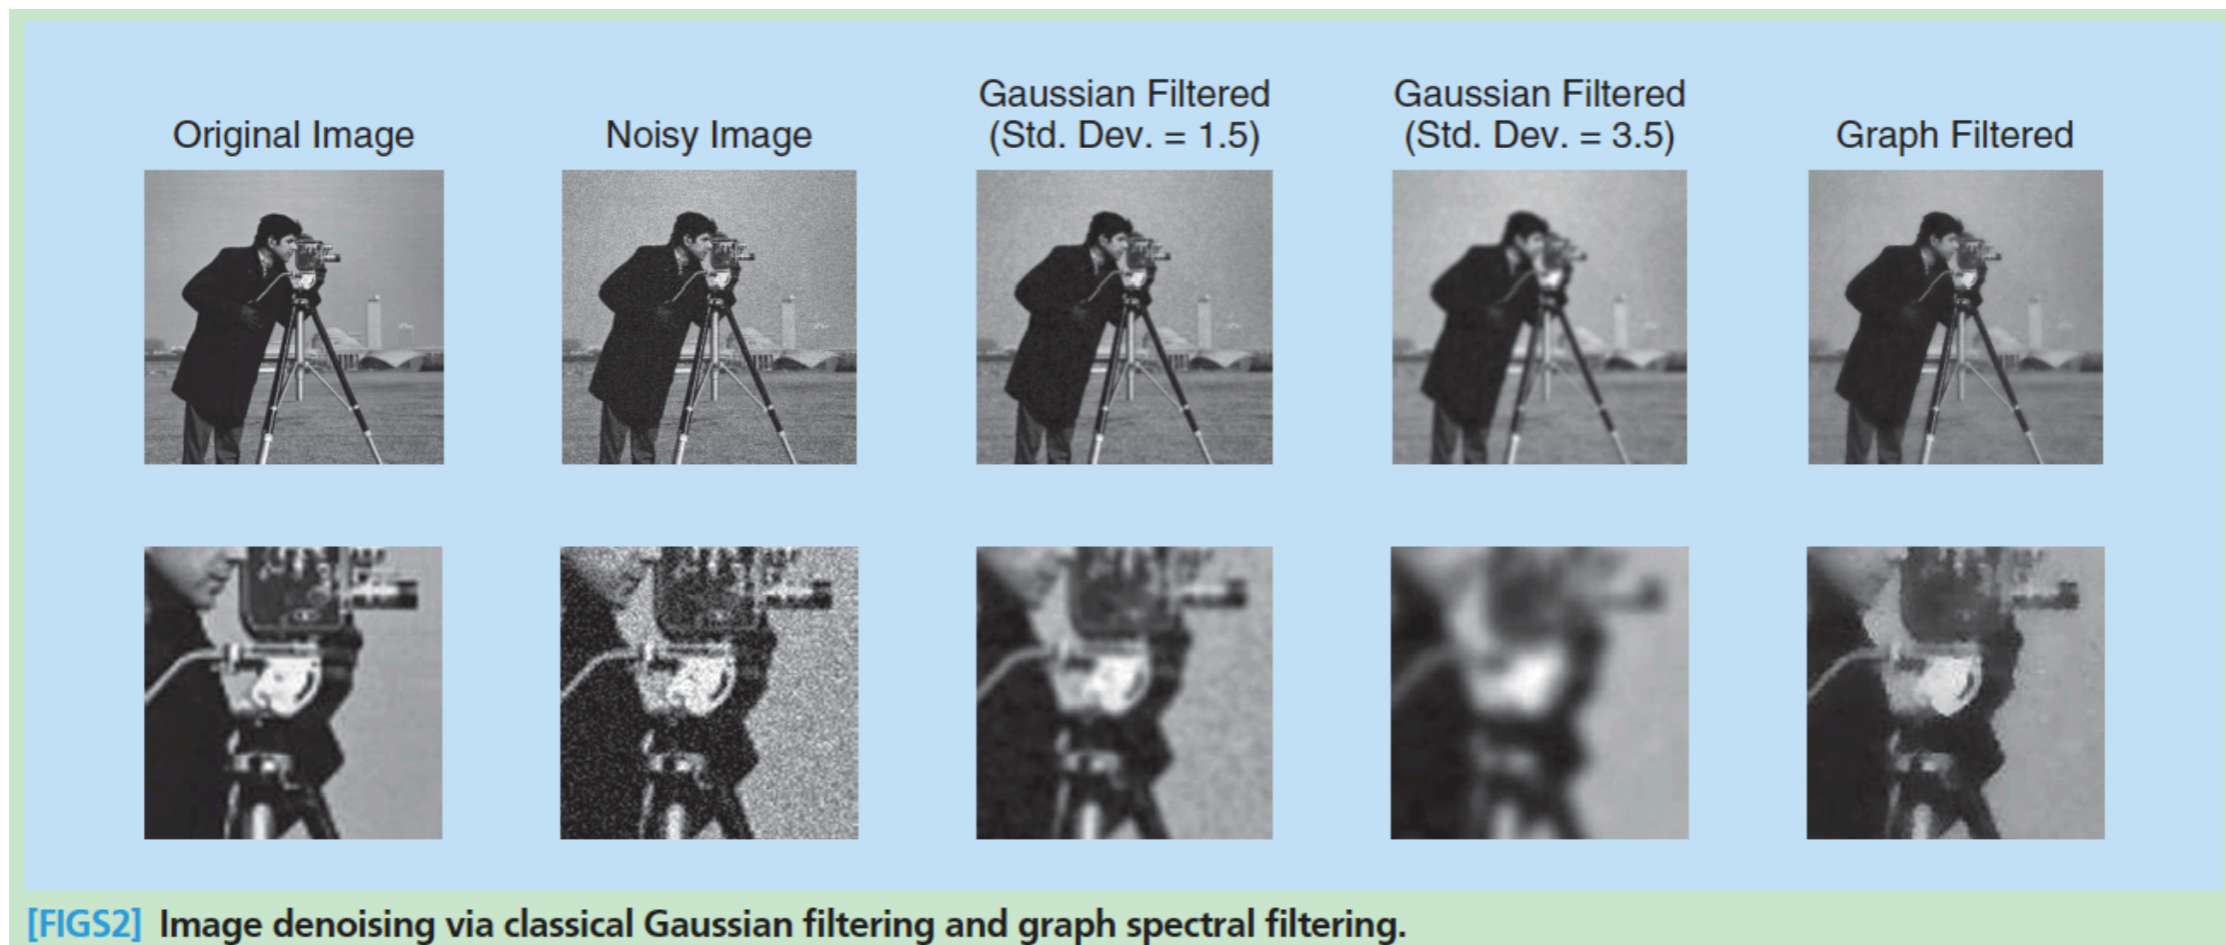 Original Image
Noisy Image
Gaussian Filtered
(Std. Dev. = 1.5)
Gaussian Filtered
(Std. Dev. = 3.5)
Graph Filtered
[FIGS2] Image denoising via classical Gaussian filtering and graph spectral filtering.